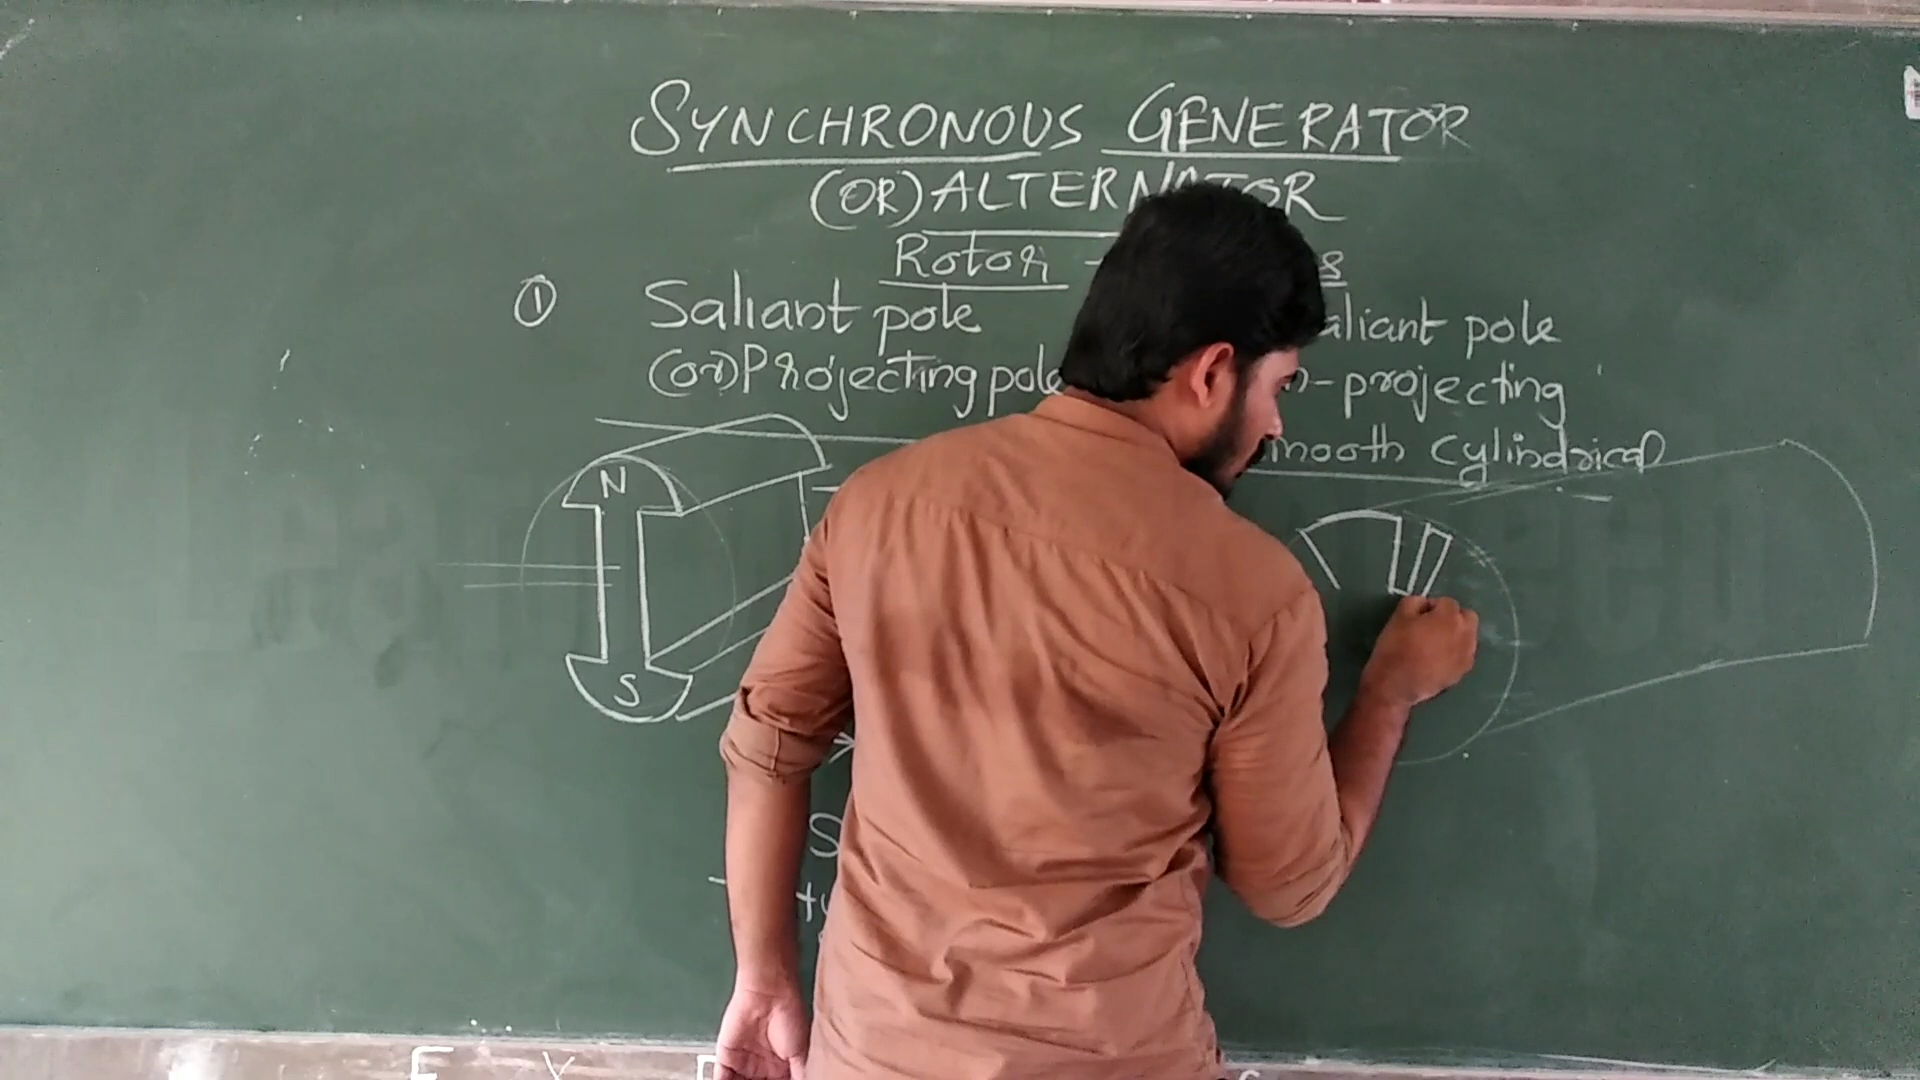 SYNCHRONOUS GENERATOR
(OR) ALTERNATOR
Rotor -
① Saliant pole
(or) Projecting pole
aliant pole
n-projecting
mooth Cylindrical
N
S